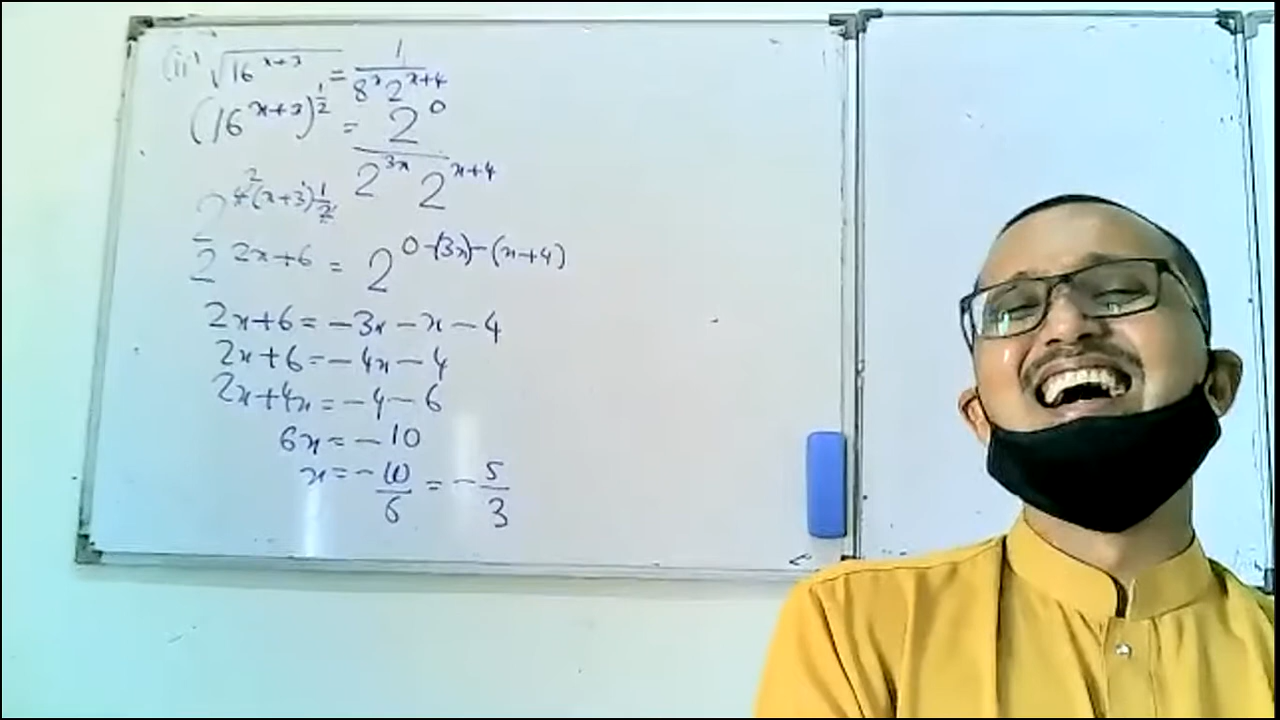 (ii) √16^(x+3) = 1/(8^x 2^(x+4))
(16^(x+3))^(1/2) = 2^0/(2^(3x) 2^(x+4))
2^(4(x+3)1/2) 2
2^(2x+6) = 2^(0-(3x)-(x+4))
2x+6=-3x-x-4
2x+6=-4x-4
2x+4x=-4-6
6x=-10
x=-10/6=-5/3